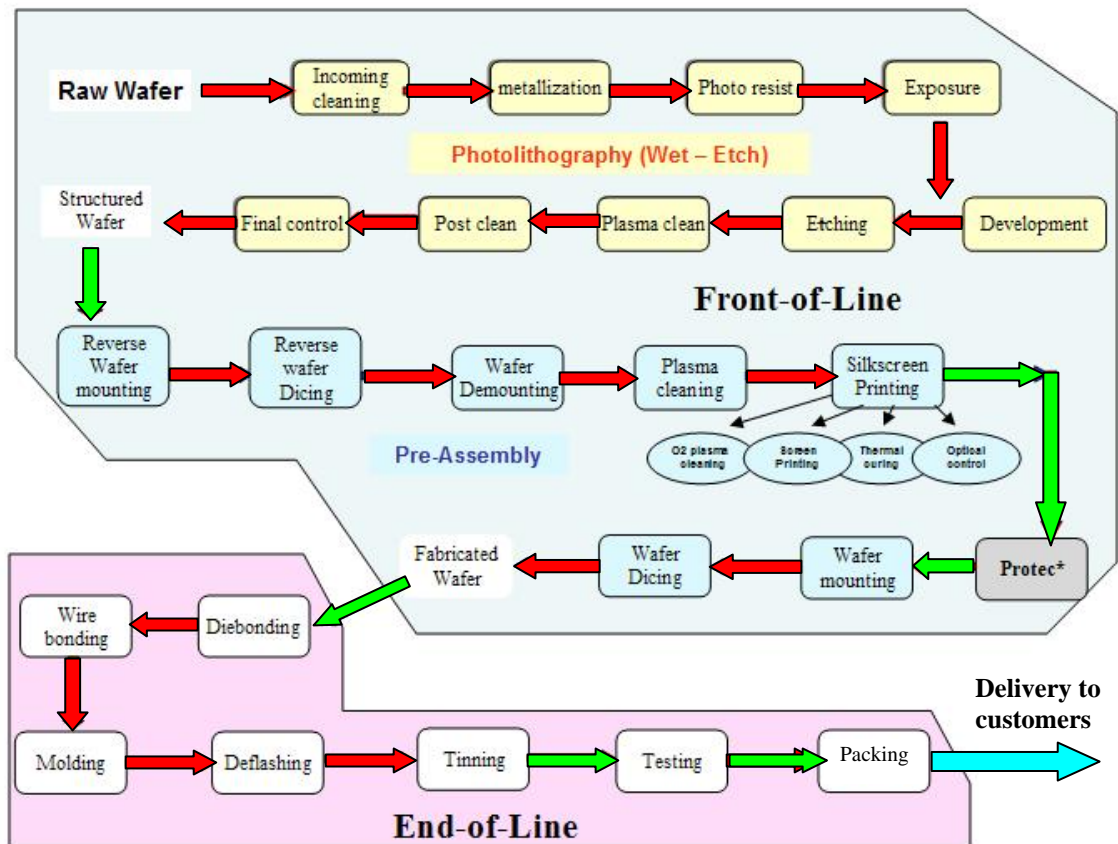 Raw Wafer
Incoming
cleaning
metallization
Photo resist
Exposure
Photolithography (Wet – Etch)
Structured
Wafer
Final control
Post clean
Plasma clean
Etching
Development
Front-of-Line
Reverse
Wafer
mounting
Reverse
wafer
Dicing
Wafer
Demounting
Plasma
cleaning
Silkscreen
Printing
Pre-Assembly
O2 plasma
cleaning
Screen
Printing
Thermal
curing
Optical
control
Fabricated
Wafer
Wafer
Dicing
Wafer
mounting
Protec*
Wire
bonding
Diebonding
Delivery to
customers
Molding
Deflashing
Tinning
Testing
Packing
End-of-Line